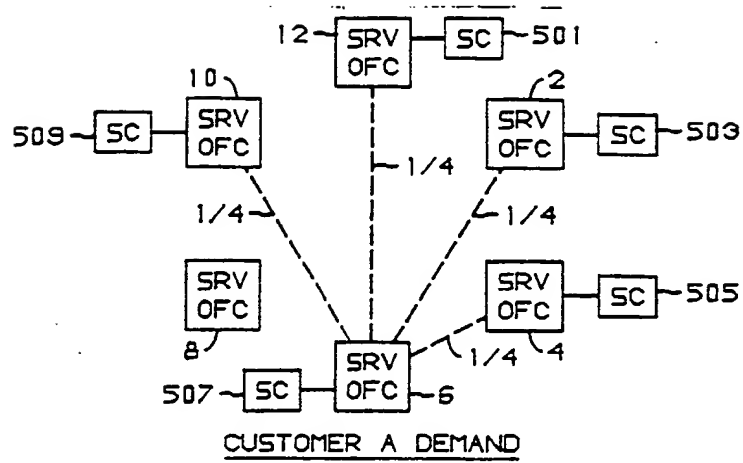 12 SRV OFC SC 501
10 SRV OFC SC 509
2 SRV OFC SC 503
1/4
1/4
1/4
SRV OFC 8
SRV OFC 4 SC 505
1/4
507 SC SRV OFC 6
CUSTOMER A DEMAND